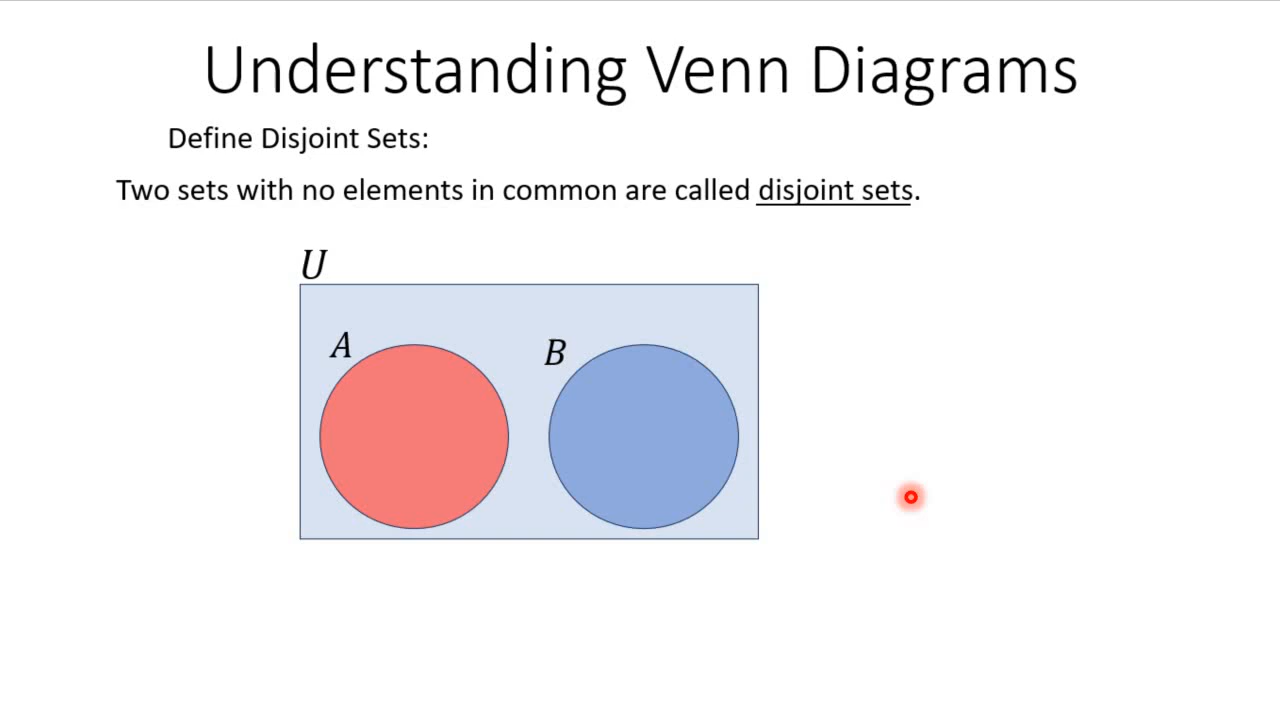 Understanding Venn Diagrams
Define Disjoint Sets:
Two sets with no elements in common are called disjoint sets.
U
A
B